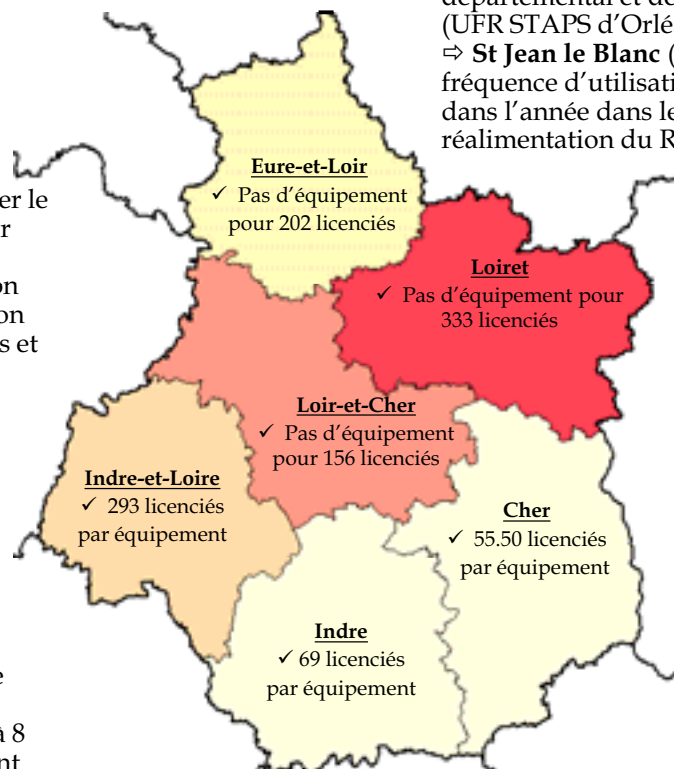 départemental et de
(UFR STAPS d'Orlé
⇨ St Jean le Blanc (
fréquence d'utilisati
dans l'année dans le
réalimentation du R
er le
r
on
on
s et
Eure-et-Loir
✓ Pas d'équipement
pour 202 licenciés
Loiret
✓ Pas d'équipement pour
333 licenciés
Loir-et-Cher
✓ Pas d'équipement
pour 156 licenciés
Indre-et-Loire
✓ 293 licenciés
par équipement
Cher
✓ 55.50 licenciés
par équipement
Indre
✓ 69 licenciés
par équipement
e
à 8
nt